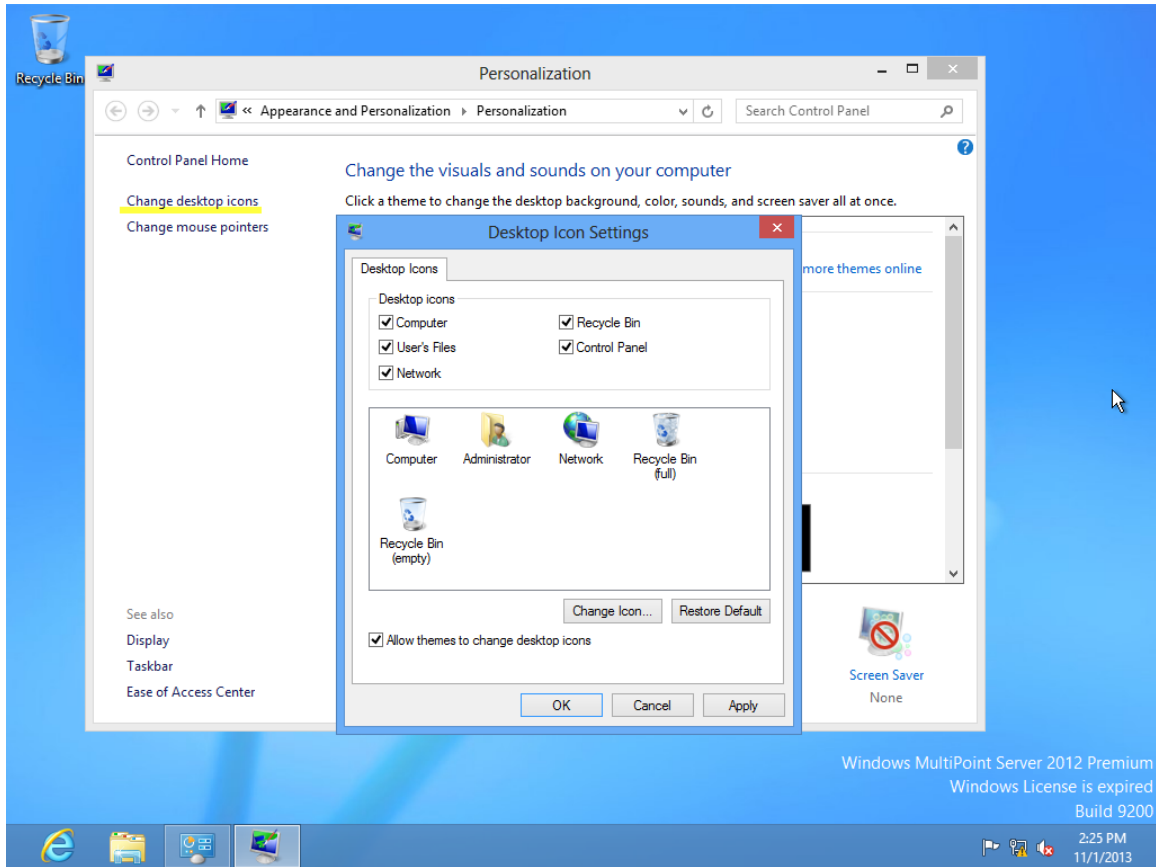 Recycle Bin
Personalization
« Appearance and Personalization Personalization
Search Control Panel
Control Panel Home
Change desktop icons
Change mouse pointers
Change the visuals and sounds on your computer
Click a theme to change the desktop background, color, sounds, and screen saver all at once.
more themes online
Desktop Icon Settings
Desktop Icons
Desktop icons
Computer
Recycle Bin
User's Files
Control Panel
Network
Computer
Administrator
Network
Recycle Bin
(full)
Recycle Bin
(empty)
Change Icon...
Restore Default
Allow themes to change desktop icons
OK
Cancel
Apply
See also
Display
Taskbar
Ease of Access Center
Screen Saver
None
Windows MultiPoint Server 2012 Premium
Windows License is expired
Build 9200
2:25 PM
11/1/2013